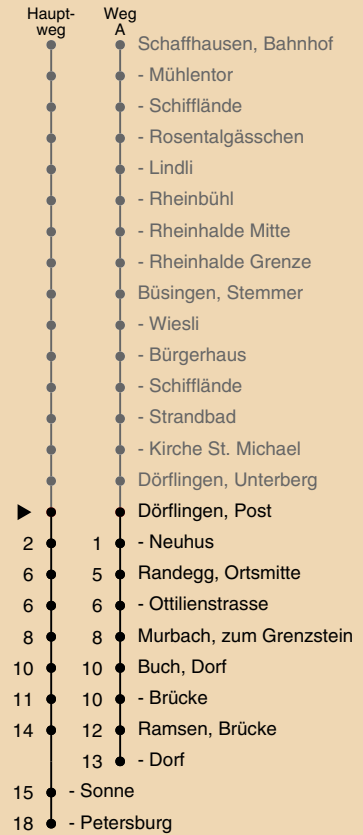 Haupt- Weg
weg A
Schaffhausen, Bahnhof
- Mühlentor
- Schifflände
- Rosentalgässchen
- Lindli
- Rheinbühl
- Rheinhalde Mitte
- Rheinhalde Grenze
Büsingen, Stemmer
- Wiesli
- Bürgerhaus
- Schifflände
- Strandbad
- Kirche St. Michael
Dörflingen, Unterberg
Dörflingen, Post
2 1 - Neuhus
6 5 Randegg, Ortsmitte
6 6 - Ottilienstrasse
8 8 Murbach, zum Grenzstein
10 10 Buch, Dorf
11 10 - Brücke
14 12 Ramsen, Brücke
13 - Dorf
15 - Sonne
18 - Petersburg